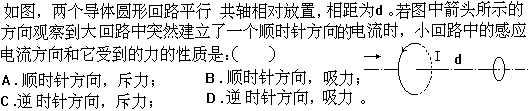 如图，两个导体圆形回路平行 共轴相对放置，相距为d。若图中箭头所示的
方向观察到大回路中突然建立了一个顺时针方向的电流时，小回路中的感应
电流方向和它受到的力的性质是：（ ）
A．顺时针方向，斥力； B．顺时针方向，吸力；
C．逆时针方向，斥力； D．逆时针方向，吸力 。
I d